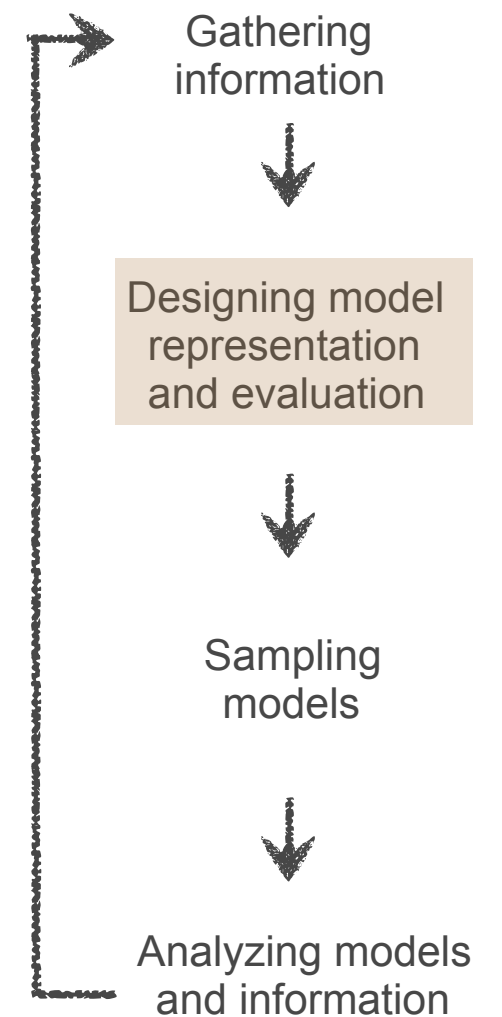 Gathering
information
Designing model
representation
and evaluation
Sampling
models
Analyzing models
and information